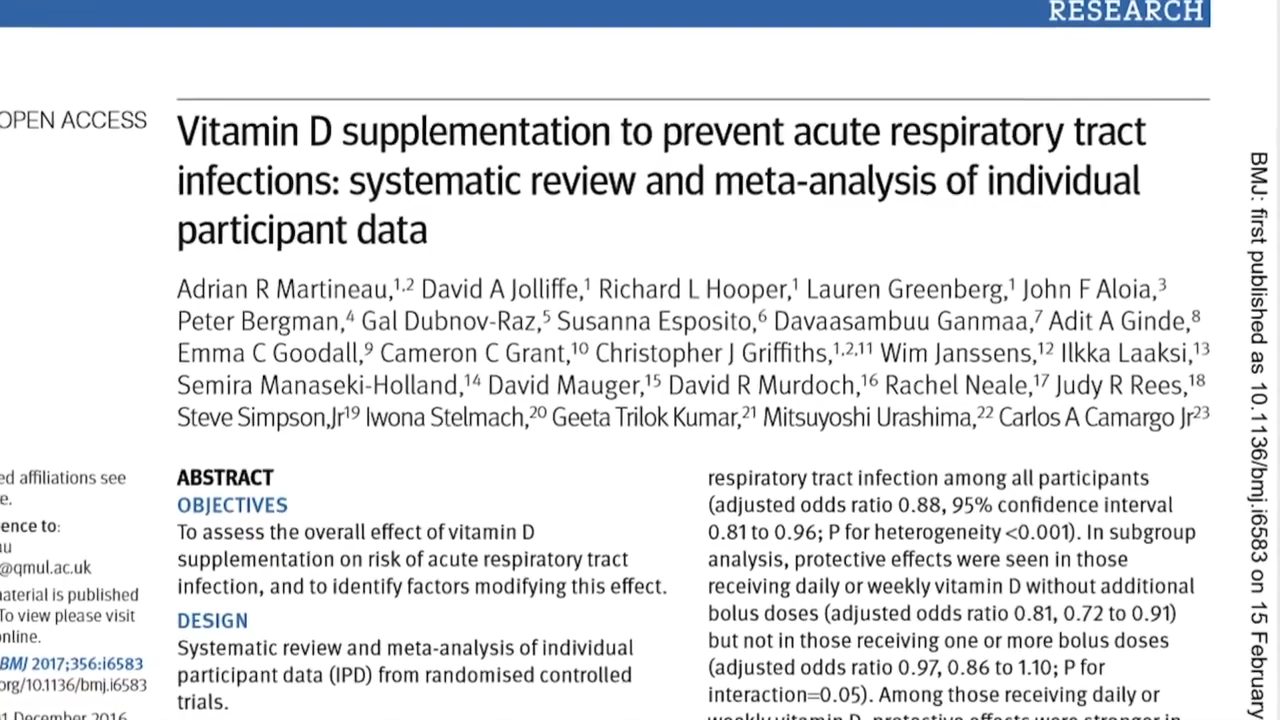 RESEARCH
OPEN ACCESS
Vitamin D supplementation to prevent acute respiratory tract
infections: systematic review and meta-analysis of individual
participant data
Adrian R Martineau,1,2 David A Jolliffe,1 Richard L Hooper,1 Lauren Greenberg,1 John F Aloia,3
Peter Bergman,4 Gal Dubnov-Raz,5 Susanna Esposito,6 Davaasambuu Ganmaa,7 Adit A Ginde,8
Emma C Goodall,9 Cameron C Grant,10 Christopher J Griffiths,1,2,11 Wim Janssens,12 Ilkka Laaksi,13
Semira Manaseki-Holland,14 David Mauger,15 David R Murdoch,16 Rachel Neale,17 Judy R Rees,18
Steve Simpson,Jr19 Iwona Stelmach,20 Geeta Trilok Kumar,21 Mitsuyoshi Urashima,22 Carlos A Camargo Jr23
ed affiliations see
e.
ence to:
@qmul.ac.uk
aterial is published
To view please visit
nline.
BMJ 2017;356:i6583
org/10.1136/bmj.i6583
1 December 2016
ABSTRACT
OBJECTIVES
To assess the overall effect of vitamin D
supplementation on risk of acute respiratory tract
infection, and to identify factors modifying this effect.
DESIGN
Systematic review and meta-analysis of individual
participant data (IPD) from randomised controlled
trials.
respiratory tract infection among all participants
(adjusted odds ratio 0.88, 95% confidence interval
0.81 to 0.96; P for heterogeneity <0.001). In subgroup
analysis, protective effects were seen in those
receiving daily or weekly vitamin D without additional
bolus doses (adjusted odds ratio 0.81, 0.72 to 0.91)
but not in those receiving one or more bolus doses
(adjusted odds ratio 0.97, 0.86 to 1.10; P for
interaction=0.05). Among those receiving daily or
weekly vitamin D, protective effects were stronger in
BMJ: first published as 10.1136/bmj.i6583 on 15 February